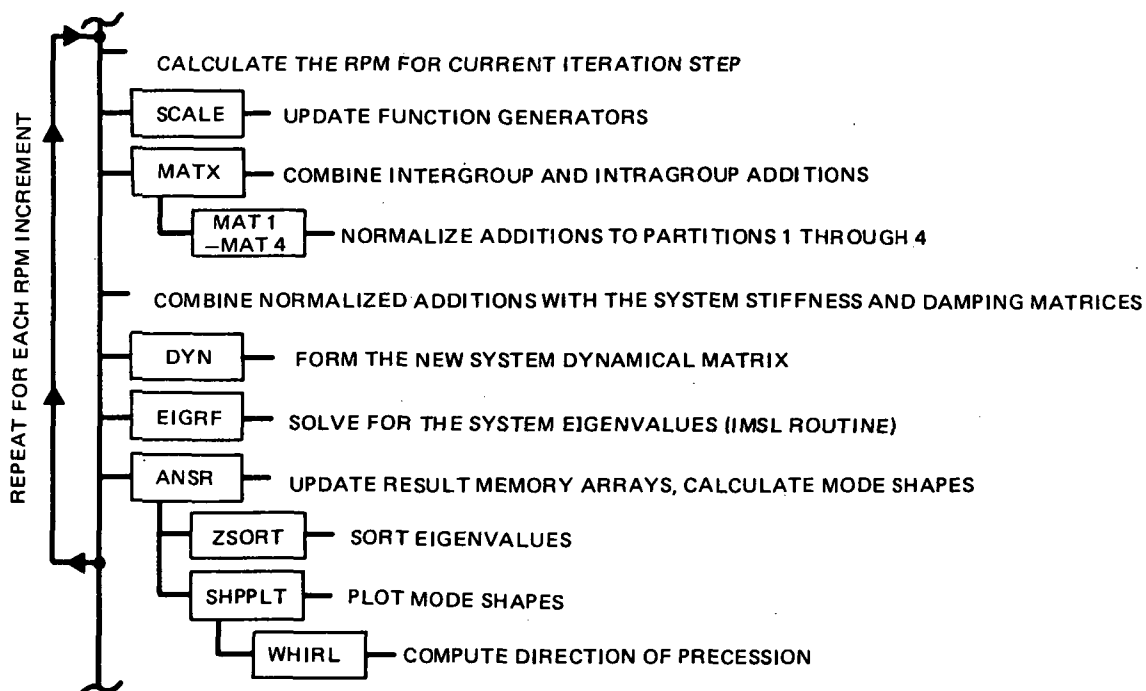 REPEAT FOR EACH RPM INCREMENT
CALCULATE THE RPM FOR CURRENT ITERATION STEP
SCALE UPDATE FUNCTION GENERATORS
MATX COMBINE INTERGROUP AND INTRAGROUP ADDITIONS
MAT 1
–MAT 4 NORMALIZE ADDITIONS TO PARTITIONS 1 THROUGH 4
COMBINE NORMALIZED ADDITIONS WITH THE SYSTEM STIFFNESS AND DAMPING MATRICES
DYN FORM THE NEW SYSTEM DYNAMICAL MATRIX
EIGRF SOLVE FOR THE SYSTEM EIGENVALUES (IMSL ROUTINE)
ANSR UPDATE RESULT MEMORY ARRAYS, CALCULATE MODE SHAPES
ZSORT SORT EIGENVALUES
SHPPLT PLOT MODE SHAPES
WHIRL COMPUTE DIRECTION OF PRECESSION